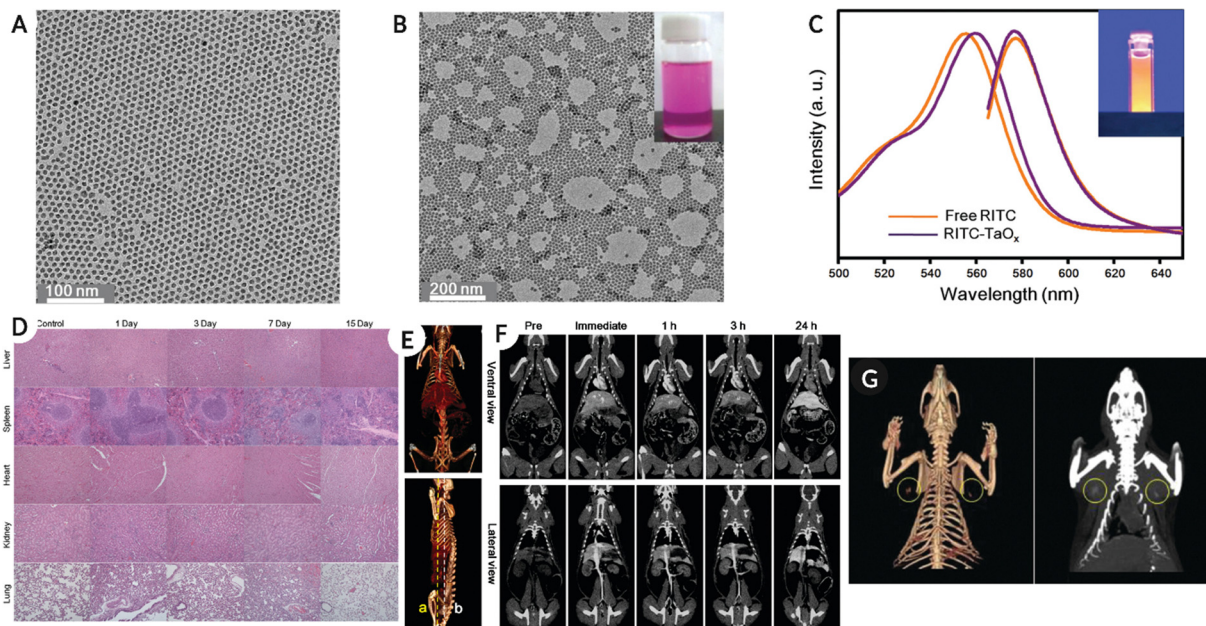 A
100 nm
B
200 nm
C
Intensity (a. u.)
Free RITC
RITC-TaOx
500 520 540 560 580 600 620 640
Wavelength (nm)
D
Control 1 Day 3 Day 7 Day 15 Day
Liver
Spleen
Heart
Kidney
Lung
E
a b
F
Pre Immediate 1 h 3 h 24 h
Ventral view
Lateral view
G